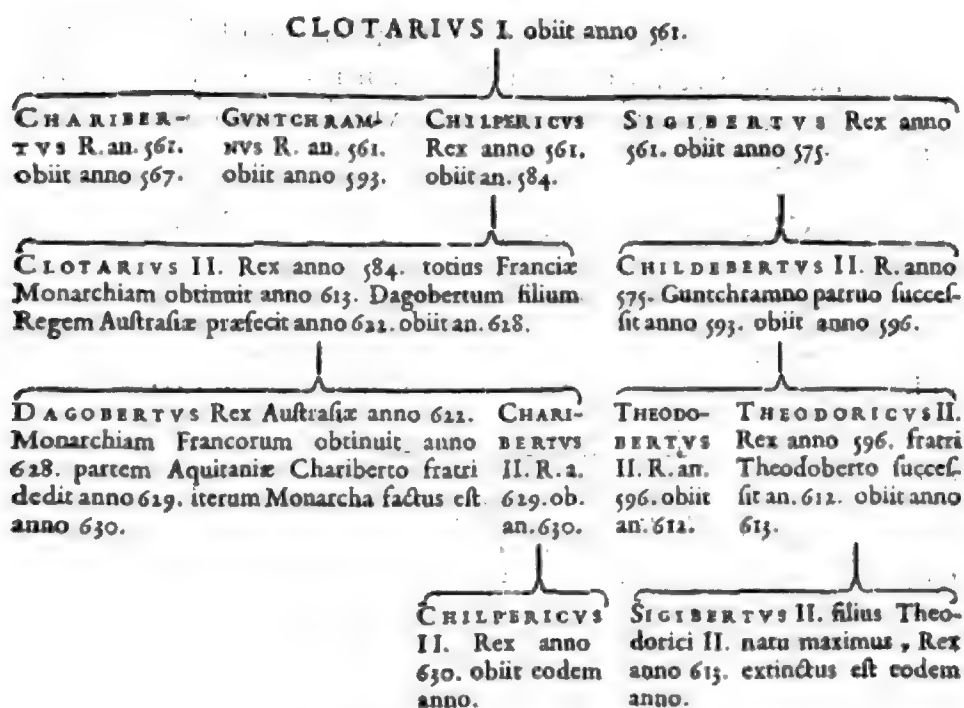 CLOTARIVS I. obiit anno 561.
CHARIBER-
TVS R. an. 561.
obiit anno 567.
GVNTCHRAM-
NVS R. an. 561.
obiit anno 593.
CHILPERICVS
Rex anno 561.
obiit an. 584.
SIGIBERTVS Rex anno
561. obiit anno 575.
CLOTARIVS II. Rex anno 584. totius Franciæ
Monarchiam obtinuit anno 613. Dagobertum filium
Regem Auſtraſiæ præfecit anno 622. obiit an. 628.
CHILDEBERTVS II. R. anno
575. Guntchramno patruo ſucceſ-
ſit anno 593. obiit anno 596.
DAGOBERTVS Rex Auſtraſiæ anno 622.
Monarchiam Francorum obtinuit anno
628. partem Aquitaniæ Chariberto fratri
dedit anno 629. iterum Monarcha factus eſt
anno 630.
CHARI-
BERTVS
II. R. a.
629. ob.
an. 630.
THEODO-
BERTVS
II. R. an.
596. obiit
an. 612.
THEODORICVS II.
Rex anno 596. fratri
Theodoberto ſucceſ-
ſit an. 612. obiit anno
613.
CHILPERICVS
II. Rex anno
630. obiit eodem
anno.
SIGIBERTVS II. filius Theo-
dorici II. natu maximus, Rex
anno 613. extinctus eſt eodem
anno.